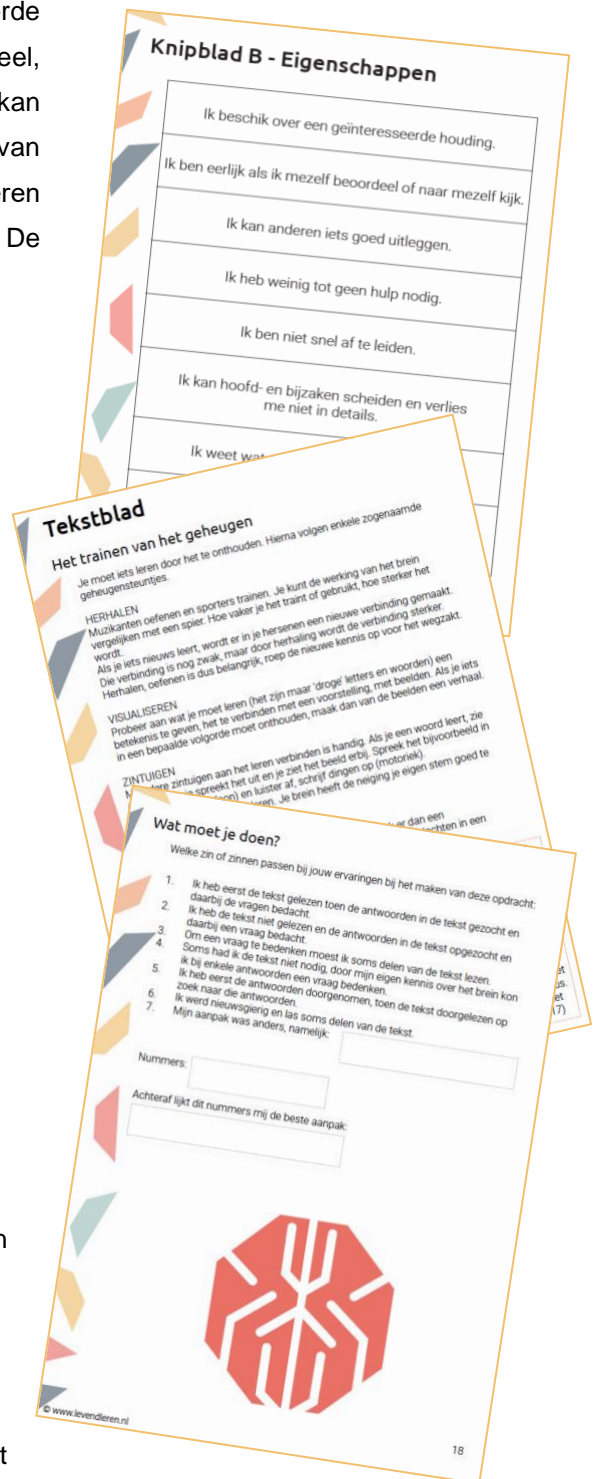 erde
eel,
kan
van
eren
De
Knipblad B - Eigenschappen
Ik beschik over een geïnteresseerde houding.
Ik ben eerlijk als ik mezelf beoordeel of naar mezelf kijk.
Ik kan anderen iets goed uitleggen.
Ik heb weinig tot geen hulp nodig.
Ik ben niet snel af te leiden.
Ik kan hoofd- en bijzaken scheiden en verlies
me niet in details.
Ik weet
Tekstblad
Het trainen van het geheugen
Je moet iets leren door het te onthouden. Hierna volgen enkele zogenaamde
geheugensteuntjes.
HERHALEN
Muzikanten oefenen en sporters trainen. Je kunt de werking van het brein
vergelijken met een spier. Hoe vaker je het traint of gebruikt, hoe sterker het
wordt.
Als je iets nieuws leert, wordt er in je hersenen een nieuwe verbinding gemaakt.
Die verbinding is nog zwak, maar door herhaling wordt de verbinding sterker.
Herhalen, oefenen is dus belangrijk, roep de nieuwe kennis op voor het wegzakt.
VISUALISEREN
Probeer aan wat je moet leren (het zijn maar 'droge' letters en woorden) een
betekenis te geven, het te verbinden met een voorstelling, met beelden. Als je iets
in een bepaalde volgorde moet onthouden, maak dan van de beelden een verhaal.
ZINTUIGEN
zintuigen aan het leren verbinden is handig. Als je een woord leert, zie
je spreekt het uit en je ziet het beeld erbij. Spreek het bijvoorbeeld in
en luister af, schrijf dingen op (motoriek).
Je brein heeft de neiging je eigen stem goed te
er dan een
in een
et
us.
et
17)
Wat moet je doen?
Welke zin of zinnen passen bij jouw ervaringen bij het maken van deze opdracht:
1. Ik heb eerst de tekst gelezen toen de antwoorden in de tekst gezocht en
daarbij de vragen bedacht.
2. Ik heb de tekst niet gelezen en de antwoorden in de tekst opgezocht en
daarbij een vraag bedacht.
3. Om een vraag te bedenken moest ik soms delen van de tekst lezen.
4. Soms had ik de tekst niet nodig, door mijn eigen kennis over het brein kon
ik bij enkele antwoorden een vraag bedenken.
5. Ik heb eerst de antwoorden doorgenomen, toen de tekst doorgelezen op
zoek naar die antwoorden.
6. Ik werd nieuwsgierig en las soms delen van de tekst.
7. Mijn aanpak was anders, namelijk:
Nummers:
Achteraf lijkt dit nummers mij de beste aanpak:
n
© www.levendleren.nl
18
t